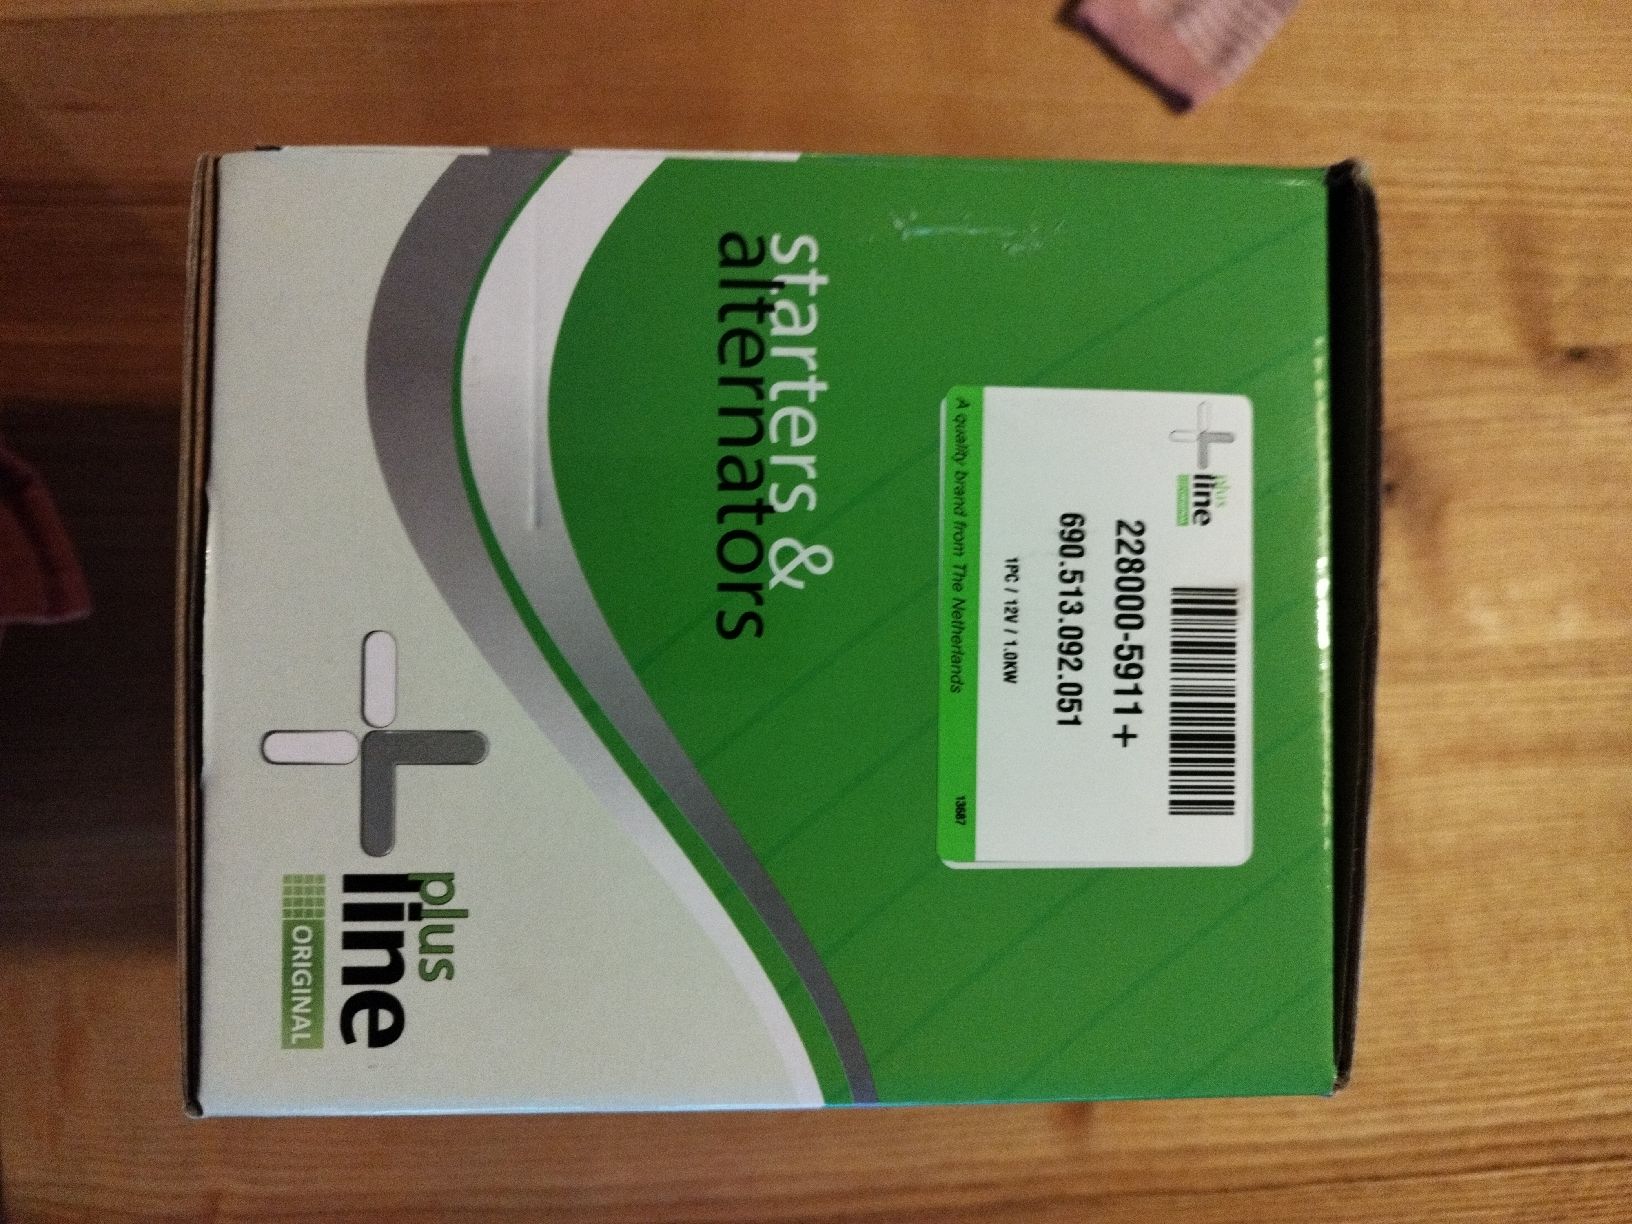 plus
line
228000-5911+
690.513.092.051
1PC / 12V / 1.0KW
A quality brand from The Netherlands
13687
starters &
alternators
plus
line
ORIGINAL